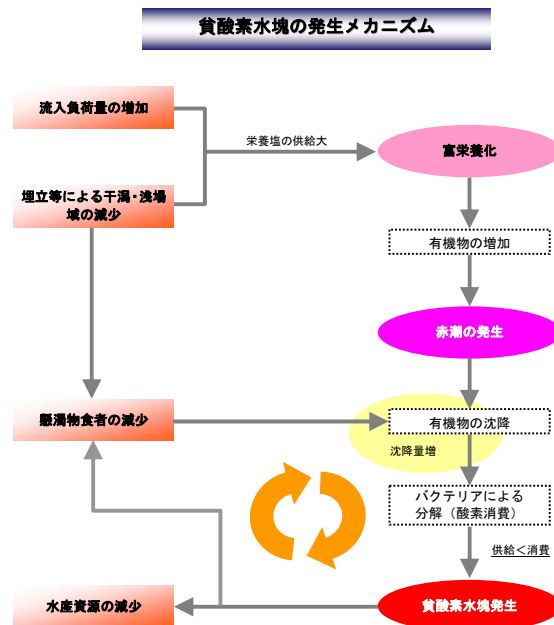 貧酸素水塊の発生メカニズム
流入負荷量の増加
栄養塩の供給大
富栄養化
埋立等による干潟・浅場
域の減少
有機物の増加
赤潮の発生
懸濁物食者の減少
有機物の沈降
沈降量増
バクテリアによる
分解（酸素消費）
供給＜消費
水産資源の減少
貧酸素水塊発生